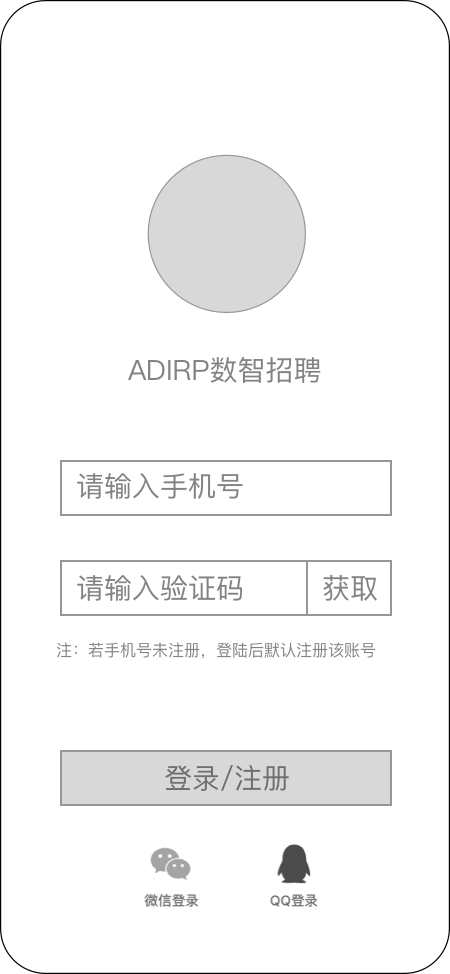 ADIRP数智招聘
请输入手机号
请输入验证码 获取
注：若手机号未注册，登陆后默认注册该账号
登录/注册
微信登录 QQ登录